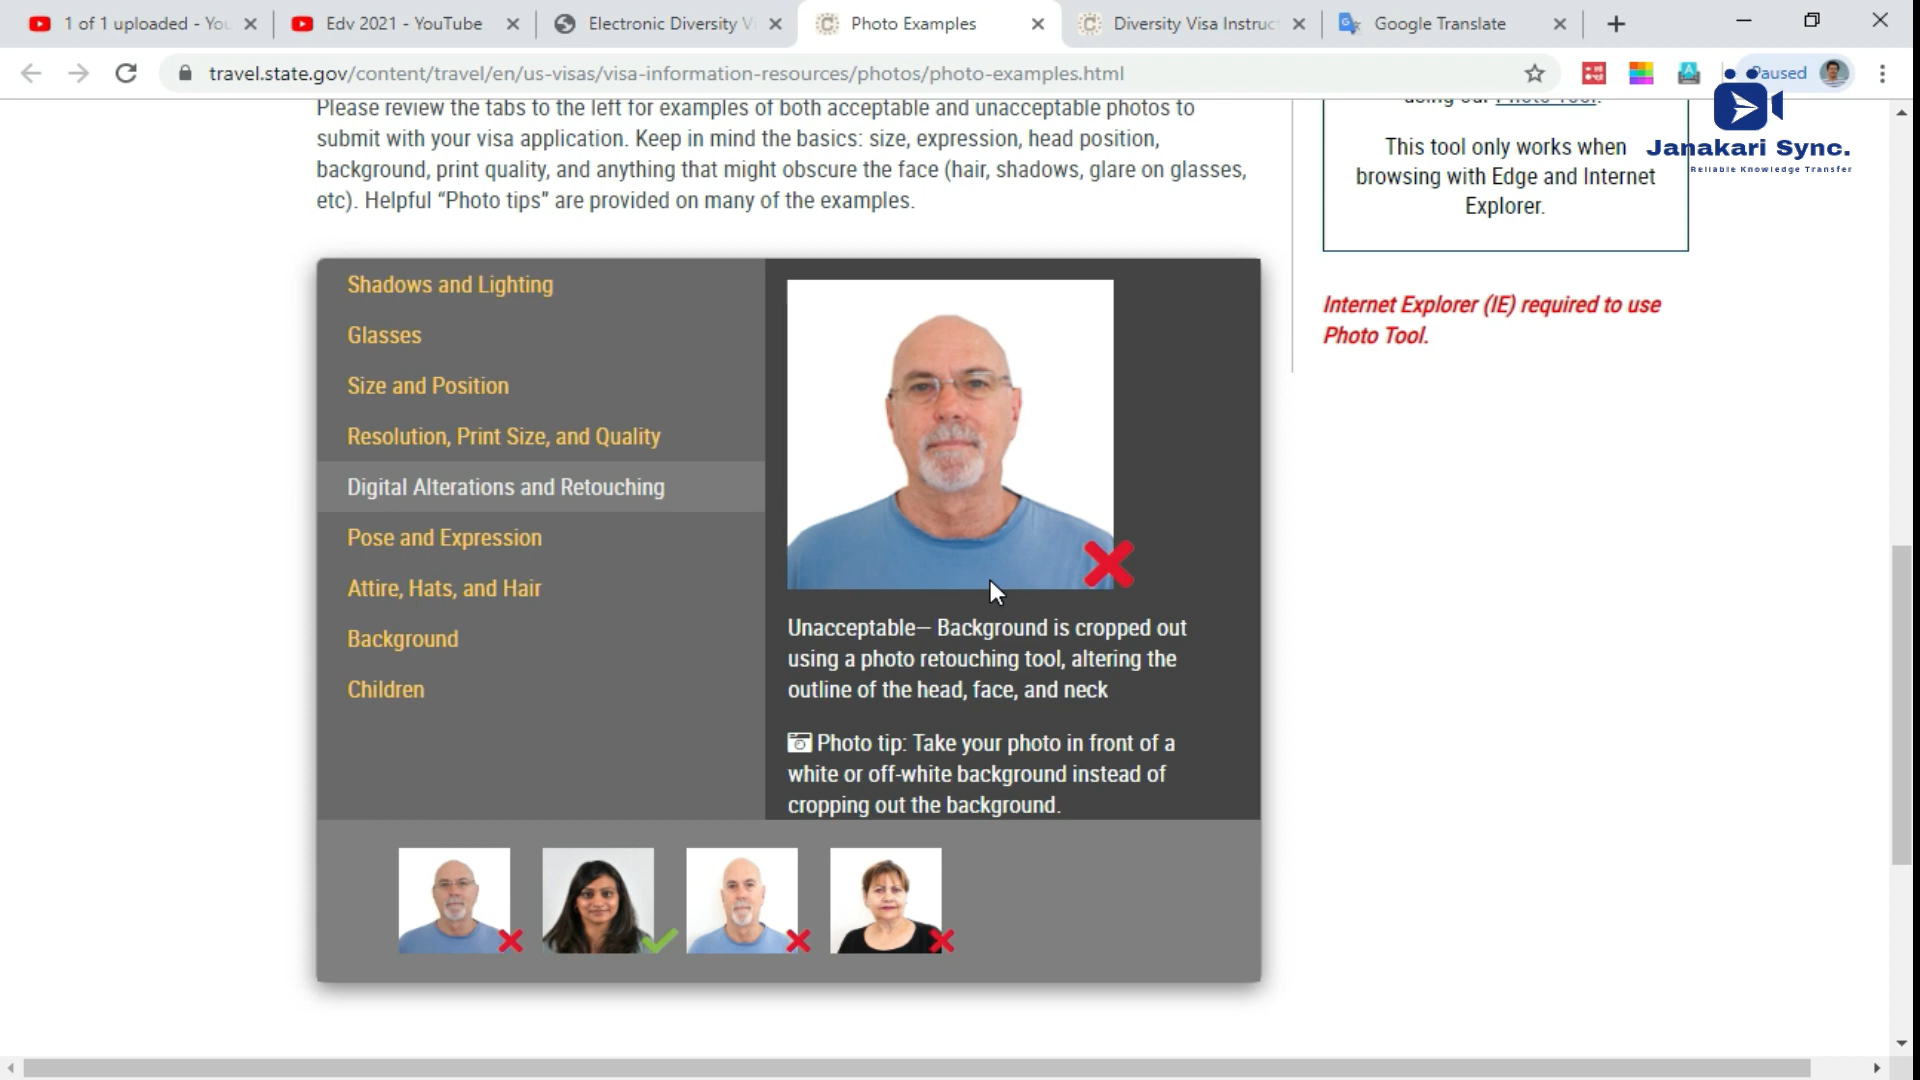 1 of 1 uploaded - You
Edv 2021 - YouTube
Electronic Diversity V
Photo Examples
Diversity Visa Instruc
Google Translate
travel.state.gov/content/travel/en/us-visas/visa-information-resources/photos/photo-examples.html
Paused
Janakari Sync.
Reliable Knowledge Transfer
Please review the tabs to the left for examples of both acceptable and unacceptable photos to
submit with your visa application. Keep in mind the basics: size, expression, head position,
background, print quality, and anything that might obscure the face (hair, shadows, glare on glasses,
etc). Helpful “Photo tips” are provided on many of the examples.
using our Photo Tool.
This tool only works when
browsing with Edge and Internet
Explorer.
Internet Explorer (IE) required to use
Photo Tool.
Shadows and Lighting
Glasses
Size and Position
Resolution, Print Size, and Quality
Digital Alterations and Retouching
Pose and Expression
Attire, Hats, and Hair
Background
Children
Unacceptable— Background is cropped out
using a photo retouching tool, altering the
outline of the head, face, and neck
Photo tip: Take your photo in front of a
white or off-white background instead of
cropping out the background.